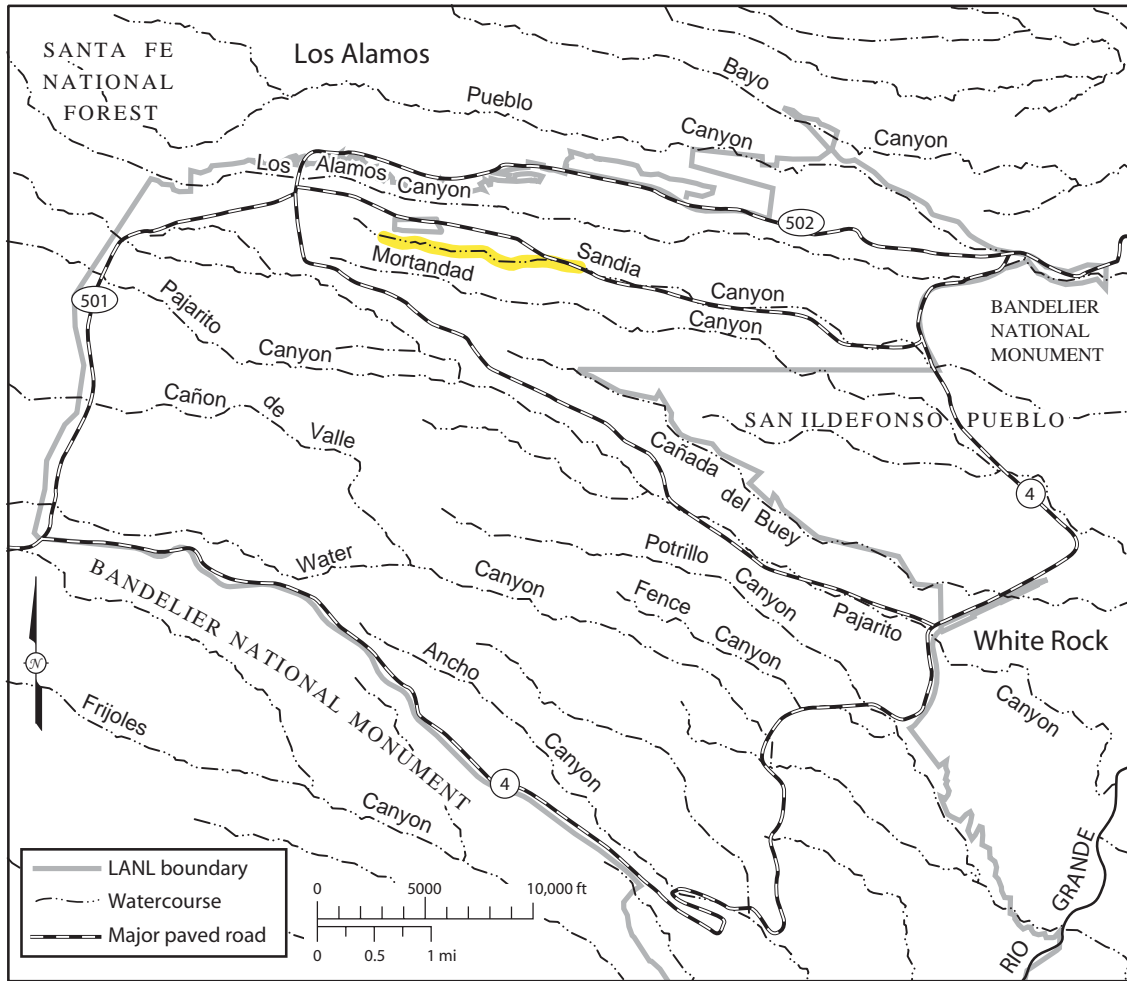 SANTA FE
NATIONAL
FOREST
Los Alamos
Bayo
Pueblo
Canyon
Canyon
Los Alamos Canyon
502
Sandia
Mortandad
Canyon
Canyon
501
Pajarito
Canyon
BANDELIER
NATIONAL
MONUMENT
Cañon de Valle
SAN ILDEFONSO PUEBLO
Cañada del Buey
4
Water
Canyon
Potrillo
Canyon
Fence
Canyon
Pajarito
White Rock
Canyon
BANDELIER NATIONAL MONUMENT
Ancho
Canyon
N
Frijoles
Canyon
4
RIO GRANDE
LANL boundary
Watercourse
Major paved road
0 5000 10,000 ft
0 0.5 1 mi